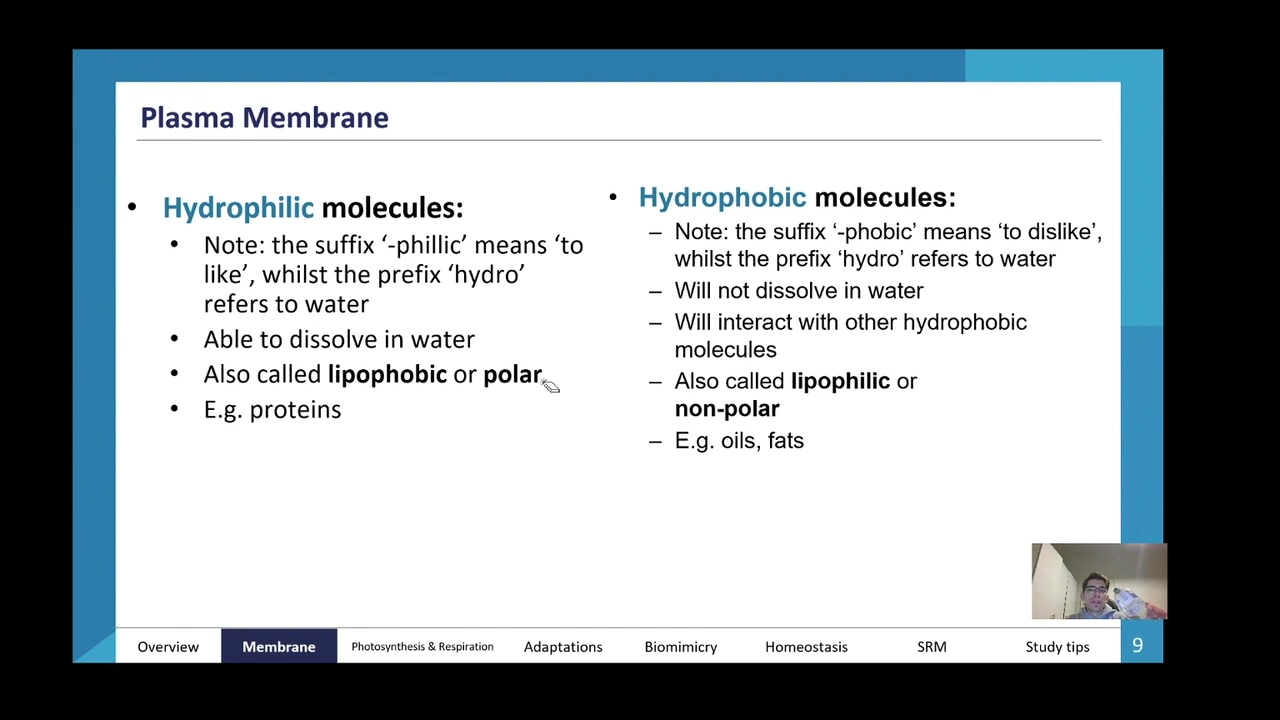 Plasma Membrane
• Hydrophilic molecules:
• Note: the suffix ‘-phillic’ means ‘to
like’, whilst the prefix ‘hydro’
refers to water
• Able to dissolve in water
• Also called lipophobic or polar
• E.g. proteins
• Hydrophobic molecules:
– Note: the suffix ‘-phobic’ means ‘to dislike’,
whilst the prefix ‘hydro’ refers to water
– Will not dissolve in water
– Will interact with other hydrophobic
molecules
– Also called lipophilic or
non-polar
– E.g. oils, fats
Overview Membrane Photosynthesis & Respiration Adaptations Biomimicry Homeostasis SRM Study tips 9